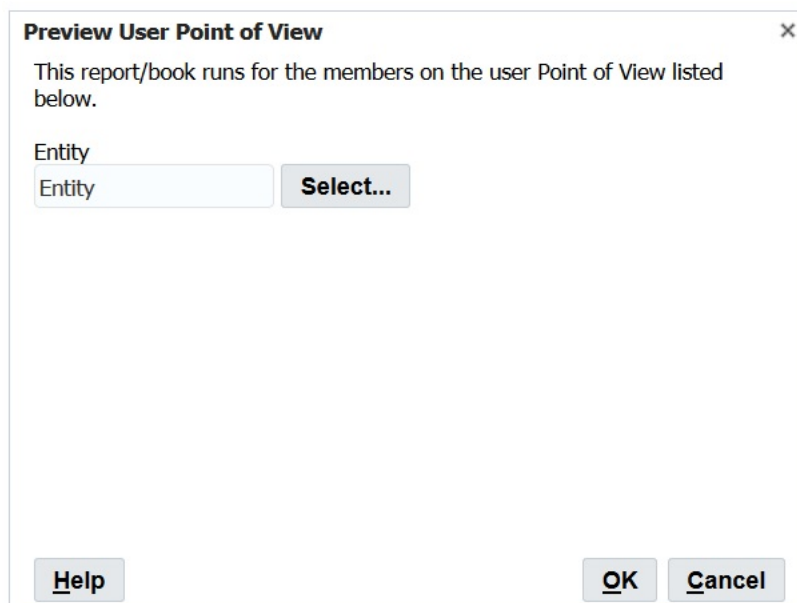 Preview User Point of View
This report/book runs for the members on the user Point of View listed
below.
Entity
Entity
Select...
Help
OK
Cancel